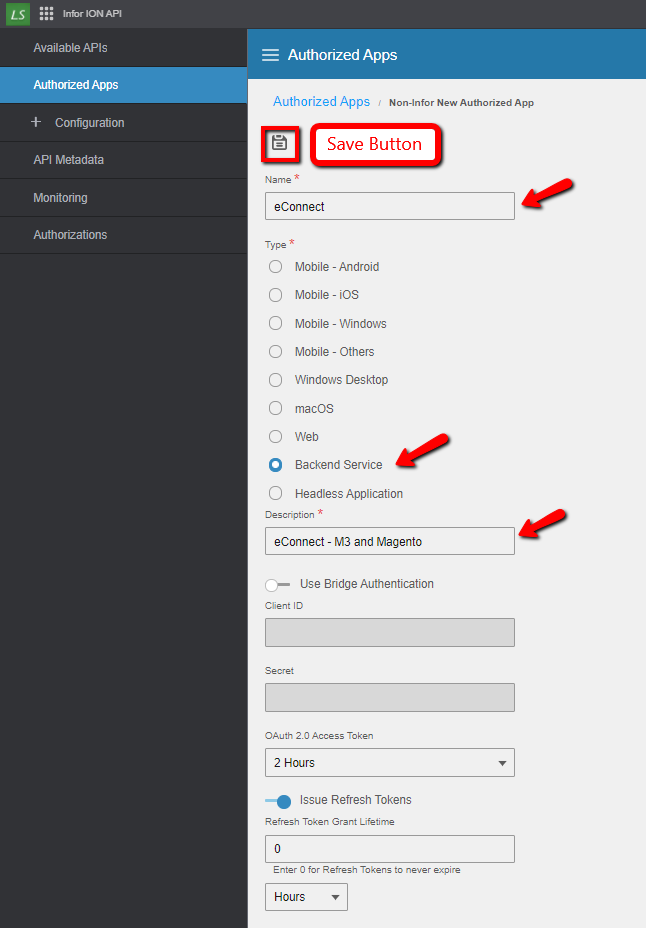 LS Infor ION API
Available APIs
Authorized Apps
Configuration
API Metadata
Monitoring
Authorizations
Authorized Apps
Authorized Apps / Non-Infor New Authorized App
Save Button
Name *
eConnect
Type *
Mobile - Android
Mobile - iOS
Mobile - Windows
Mobile - Others
Windows Desktop
macOS
Web
Backend Service
Headless Application
Description *
eConnect - M3 and Magento
Use Bridge Authentication
Client ID
Secret
OAuth 2.0 Access Token
2 Hours
Issue Refresh Tokens
Refresh Token Grant Lifetime
0
Enter 0 for Refresh Tokens to never expire
Hours